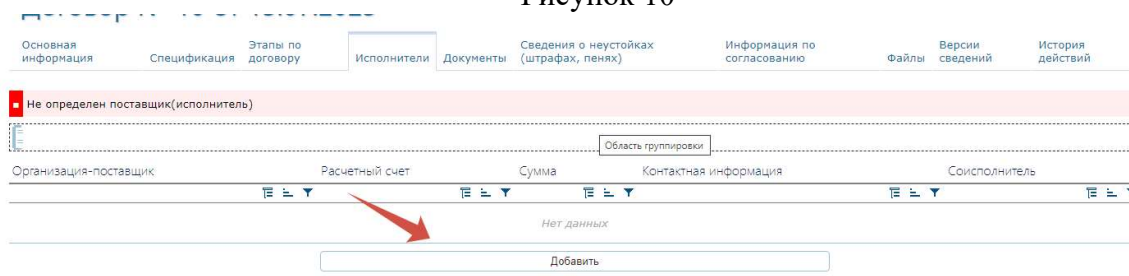 Рисунок 10
Основная информация
Спецификация
Этапы по договору
Исполнители
Документы
Сведения о неустойках (штрафах, пенях)
Информация по согласованию
Файлы
Версии сведений
История действий
Не определен поставщик(исполнитель)
Область группировки
Организация-поставщик
Расчетный счет
Сумма
Контактная информация
Соисполнитель
Нет данных
Добавить